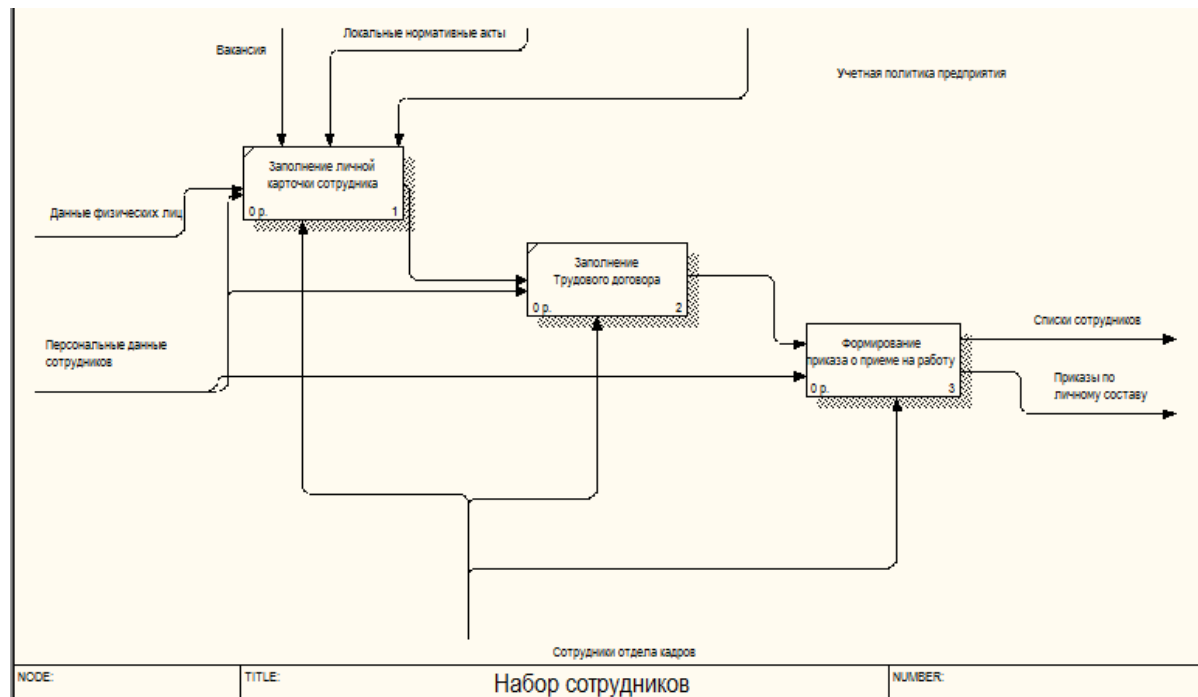 Локальные нормативные акты
Вакансия
Учетная политика предприятия
Заполнение личной
карточки сотрудника
0 р.
1
Данные физических лиц
Заполнение
Трудового договора
0 р.
2
Персональные данные
сотрудников
Формирование
приказа о приеме на работу
0 р.
3
Списки сотрудников
Приказы по
личному составу
Сотрудники отдела кадров
NODE:
TITLE:
Набор сотрудников
NUMBER: